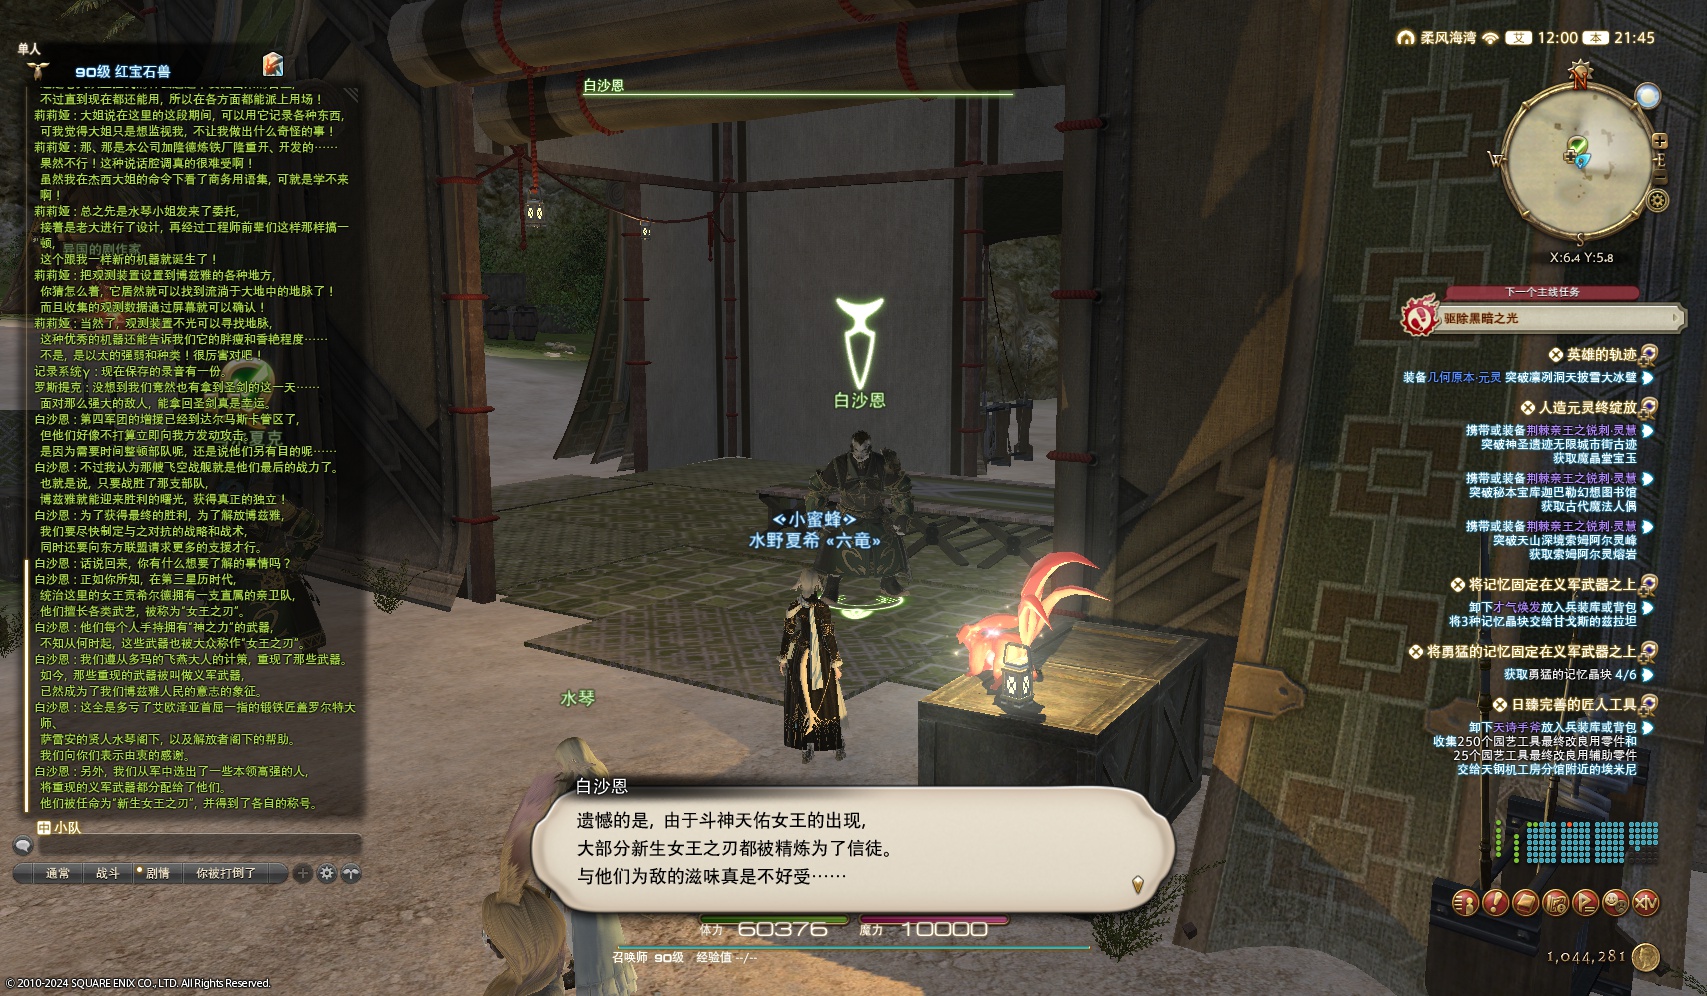 单人
90级 红宝石兽
不过直到现在都还能用，所以在各方面都能派上用场！
莉莉娅：大姐说在这里的这段期间，可以用它记录各种东西，
可我觉得大姐只是想监视我，不让我做出什么奇怪的事！
莉莉娅：那、那是本公司加隆德炼铁厂隆重开、开发的……
果然不行！这种说话腔调真的很难受啊！
虽然我在杰西大姐的命令下看了商务用语集，可就是学不来
啊！
莉莉娅：总之先是水琴小姐发来了委托，
接着是老大进行了设计，再经过工程师前辈们这样那样搞一
顿，
这个跟我一样新的机器就诞生了！
莉莉娅：把观测装置设置到博兹雅的各种地方，
你猜怎么着，它居然就可以找到流淌于大地中的地脉了！
而且收集的观测数据通过屏幕就可以确认！
莉莉娅：当然了，观测装置不光可以寻找地脉，
这种优秀的机器还能告诉我们它的胖瘦和香艳程度……
不是，是以太的强弱和种类！很厉害对吧！
记录系统γ：现在保存的录音有一份。
罗斯提克：没想到我们竟然也有拿到圣剑的这一天……
面对那么强大的敌人，能拿回圣剑真是幸运。
白沙恩：第四军团的增援已经到达尔马斯卡管区了，
但他们好像不打算立即向我方发动攻击。
是因为需要时间整顿部队呢，还是说他们另有目的呢……
白沙恩：不过我认为那艘飞空战舰就是他们最后的战力了。
也就是说，只要战胜了那支部队，
博兹雅就能迎来胜利的曙光，获得真正的独立！
白沙恩：为了获得最终的胜利，为了解放博兹雅，
我们要尽快制定与之对抗的战略和战术，
同时还要向东方联盟请求更多的支援才行。
白沙恩：话说回来，你有什么想要了解的事情吗？
白沙恩：正如你所知，在第三星历时代，
统治这里的女王贡希尔德拥有一支直属的亲卫队，
他们擅长各类武艺，被称为“女王之刃”。
白沙恩：他们每个人手持拥有“神之力”的武器，
不知从何时起，这些武器也被大众称作“女王之刃”。
白沙恩：我们遵从多玛的飞燕大人的计策，重现了那些武器。
如今，那些重现的武器被叫做义军武器，
已然成为了我们博兹雅人民的意志的象征。
白沙恩：这全是多亏了艾欧泽亚首屈一指的锻铁匠盖罗尔特大
师、
萨雷安的贤人水琴阁下，以及解放者阁下的帮助。
我们向你们表示由衷的感谢。
白沙恩：另外，我们从军中选出了一些本领高强的人，
将重现的义军武器都分配给了他们。
他们被任命为“新生女王之刃”，并得到了各自的称号。
异国的剧作家
夏克
中 小队
通常 战斗 剧情 你被打倒了
© 2010-2024 SQUARE ENIX CO., LTD. All Rights Reserved.
白沙恩
白沙恩
«小蜜蜂»
水野夏希 «六竜»
水琴
白沙恩
遗憾的是，由于斗神天佑女王的出现，
大部分新生女王之刃都被精炼为了信徒。
与他们为敌的滋味真是不好受……
体力 60376 魔力 10000
召唤师 90级 经验值 --/--
柔风海湾 艾 12:00 本 21:45
N
W
E
S
X:6.4 Y:5.8
下一个主线任务
驱除黑暗之光
英雄的轨迹
装备几何原本·元灵 突破凛冽洞天披雪大冰壁
人造元灵终绽放
携带或装备荆棘亲王之锐刺·灵慧
突破神圣遗迹无限城市街古迹
获取魔晶堂宝玉
携带或装备荆棘亲王之锐刺·灵慧
突破秘本宝库迦巴勒幻想图书馆
获取古代魔法人偶
携带或装备荆棘亲王之锐刺·灵慧
突破天山深境索姆阿尔灵峰
获取索姆阿尔熔岩
将记忆固定在义军武器之上
卸下才气焕发放入兵装库或背包
将3种记忆晶块交给甘戈斯的兹拉坦
将勇猛的记忆固定在义军武器之上
获取勇猛的记忆晶块 4/6
日臻完善的匠人工具
卸下天诗手斧放入兵装库或背包
收集250个园艺工具最终改良用零件和
25个园艺工具最终改良用辅助零件
交给天钢机工房分馆附近的埃米尼
XIV
1,044,281